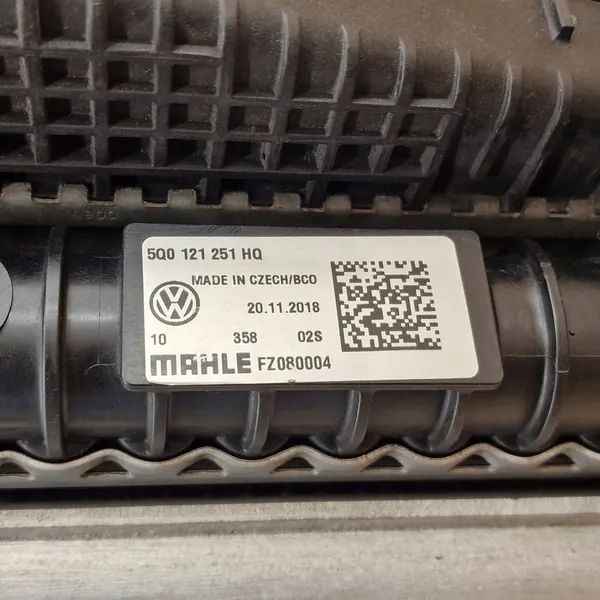 5Q0 121 251 HQ
MADE IN CZECH/BCO
20.11.2018
10 358 02S
MAHLE FZ080004